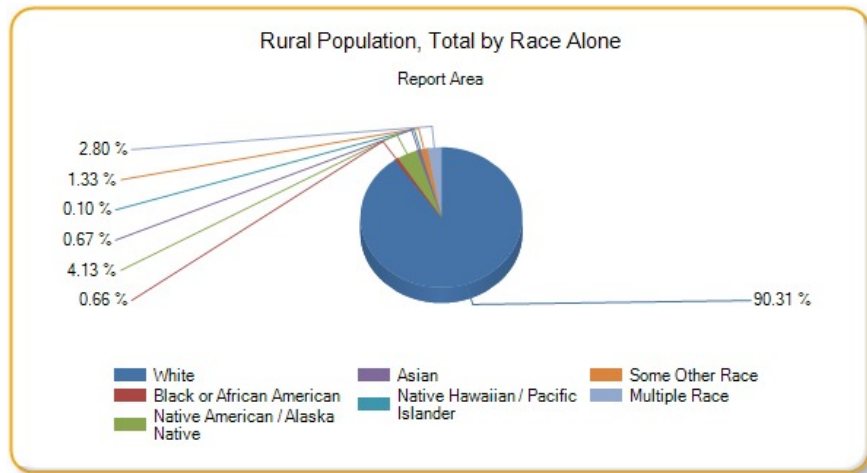 Rural Population, Total by Race Alone
Report Area
2.80 %
1.33 %
0.10 %
0.67 %
4.13 %
0.66 %
90.31 %
White
Black or African American
Native American / Alaska
Native
Asian
Native Hawaiian / Pacific
Islander
Some Other Race
Multiple Race